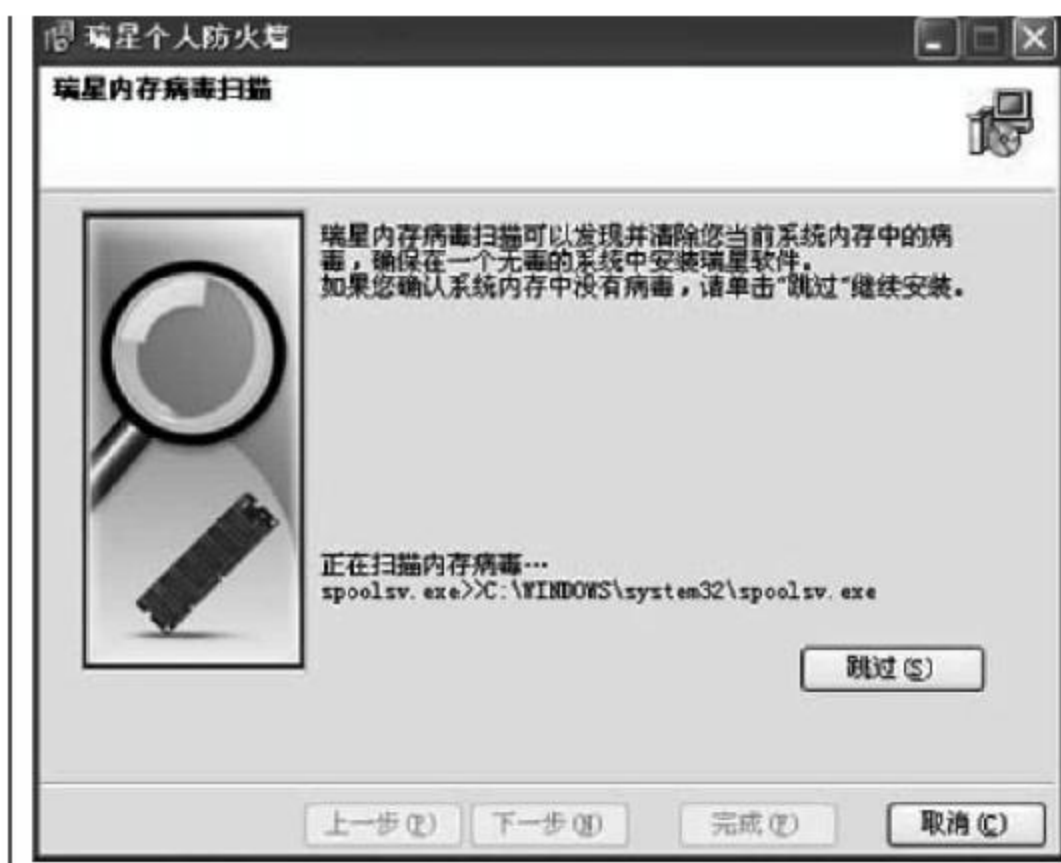 瑞星个人防火墙
瑞星内存病毒扫描
瑞星内存病毒扫描可以发现并清除您当前系统内存中的病
毒，确保在一个无毒的系统中安装瑞星软件。
如果您确认系统内存中没有病毒，请单击"跳过"继续安装。
正在扫描内存病毒…
spoolsv.exe>>C:\WINDOWS\system32\spoolsv.exe
跳过(S)
上一步(P) 下一步(N) 完成(F) 取消(C)